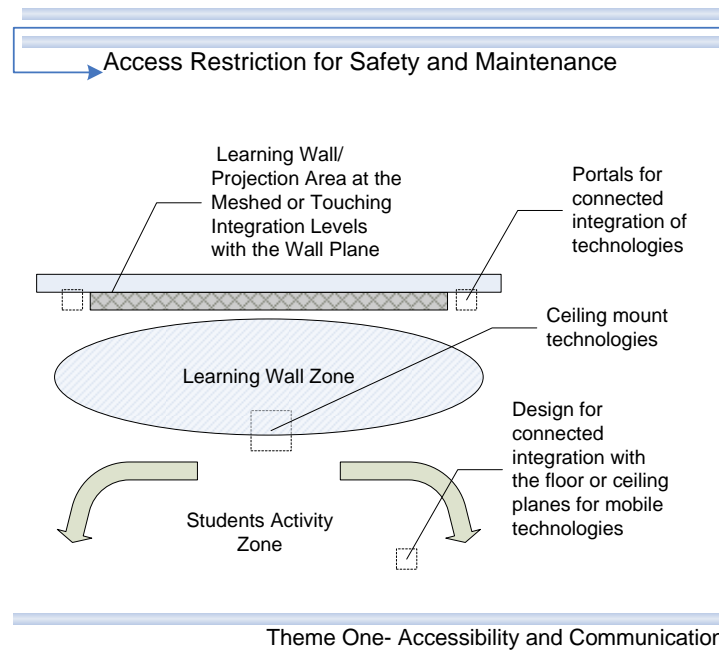 Access Restriction for Safety and Maintenance
Learning Wall/
Projection Area at the
Meshed or Touching
Integration Levels
with the Wall Plane
Portals for
connected
integration of
technologies
Ceiling mount
technologies
Learning Wall Zone
Design for
connected
integration with
the floor or ceiling
planes for mobile
technologies
Students Activity
Zone
Theme One- Accessibility and Communication